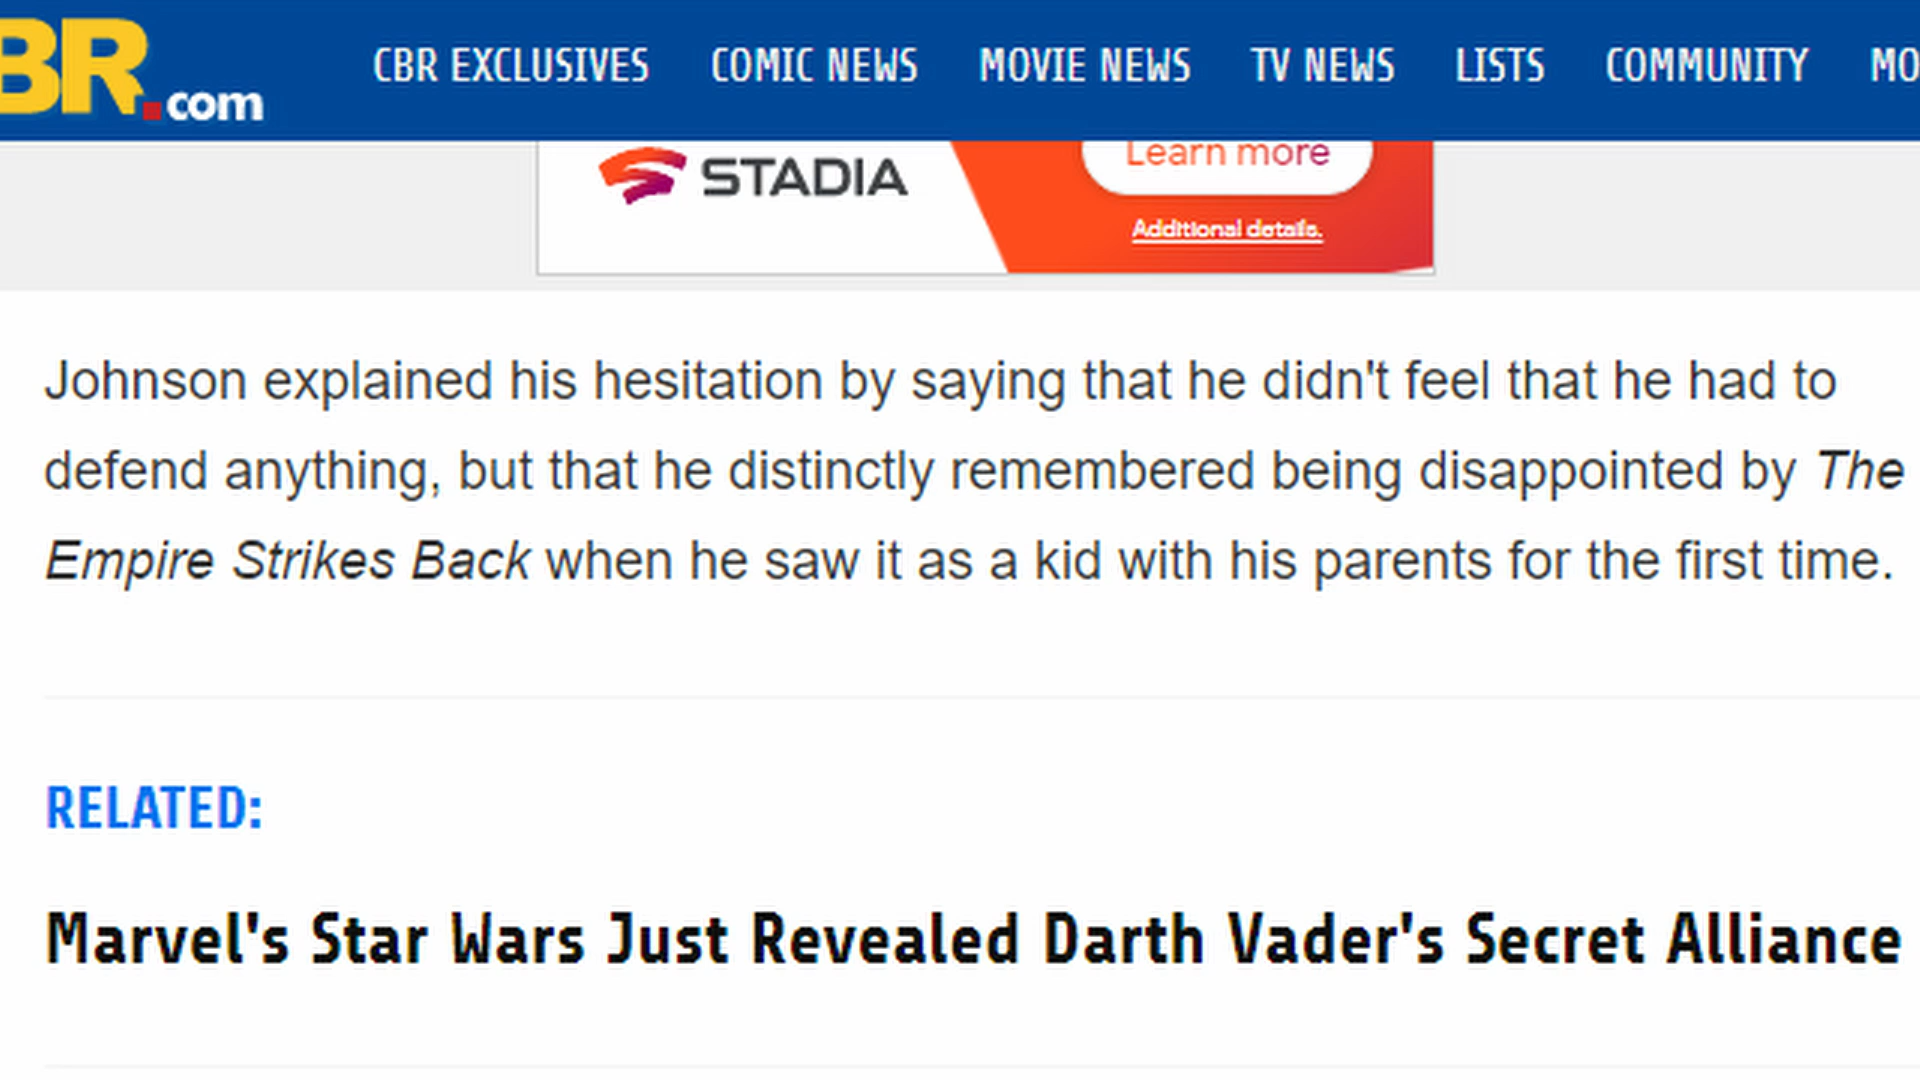 BR.com
CBR EXCLUSIVES COMIC NEWS MOVIE NEWS TV NEWS LISTS COMMUNITY MO
STADIA
Learn more
Additional details.
Johnson explained his hesitation by saying that he didn't feel that he had to
defend anything, but that he distinctly remembered being disappointed by The
Empire Strikes Back when he saw it as a kid with his parents for the first time.
RELATED:
Marvel's Star Wars Just Revealed Darth Vader's Secret Alliance